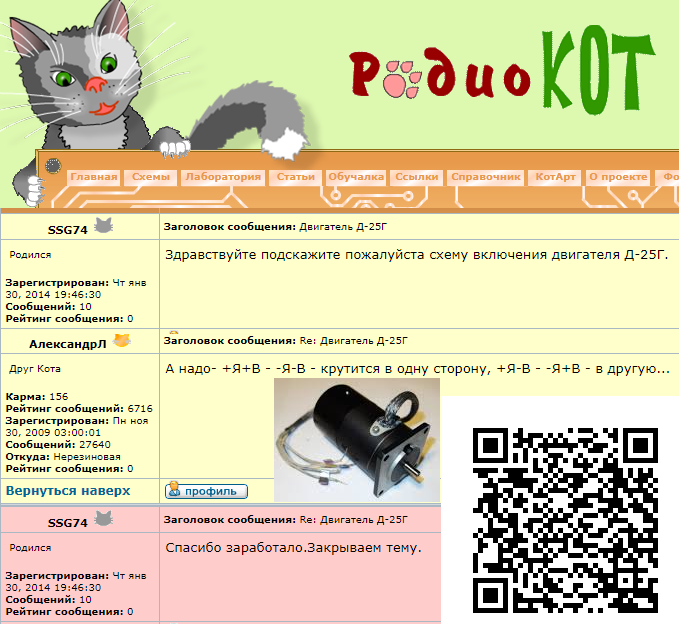 Радио КОТ
Главная Схемы Лаборатория Статьи Обучалка Ссылки Справочник КотАрт О проекте Фо
SSG74
Заголовок сообщения: Двигатель Д-25Г
Родился
Здравствуйте подскажите пожалуйста схему включения двигателя Д-25Г.
Зарегистрирован: Чт янв
30, 2014 19:46:30
Сообщений: 10
Рейтинг сообщения: 0
АлександрЛ
Заголовок сообщения: Re: Двигатель Д-25Г
Друг Кота
А надо- +Я+В - -Я-В - крутится в одну сторону, +Я-В - -Я+В - в другую...
Карма: 156
Рейтинг сообщений: 6716
Зарегистрирован: Пн ноя
30, 2009 03:00:01
Сообщений: 27640
Откуда: Нерезиновая
Рейтинг сообщения: 0
Вернуться наверх
профиль
SSG74
Заголовок сообщения: Re: Двигатель Д-25Г
Родился
Спасибо заработало.Закрываем тему.
Зарегистрирован: Чт янв
30, 2014 19:46:30
Сообщений: 10
Рейтинг сообщения: 0